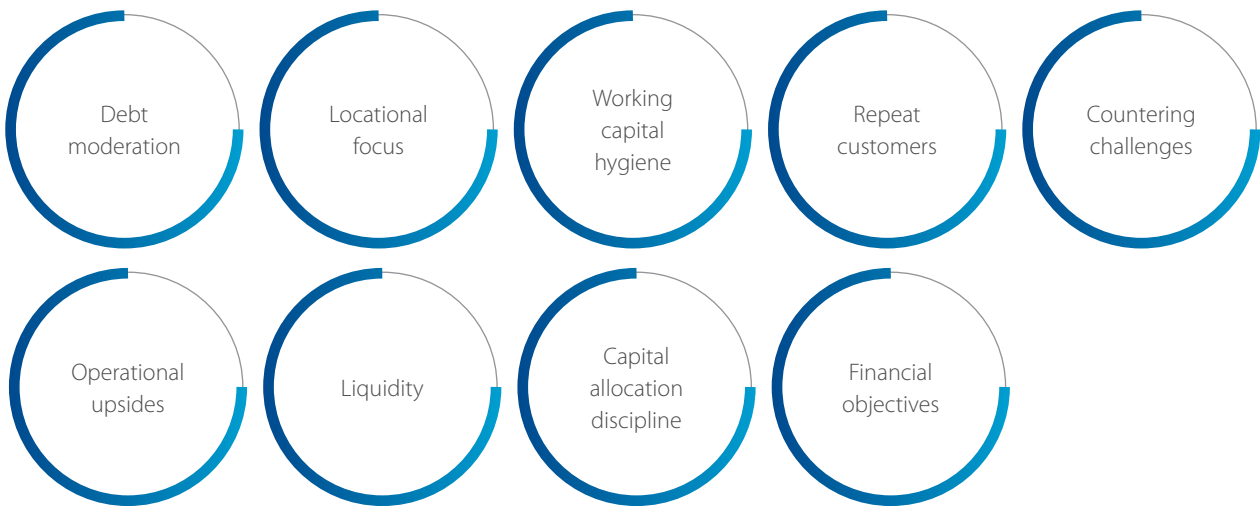 Debt
moderation
Locational
focus
Working
capital
hygiene
Repeat
customers
Countering
challenges
Operational
upsides
Liquidity
Capital
allocation
discipline
Financial
objectives